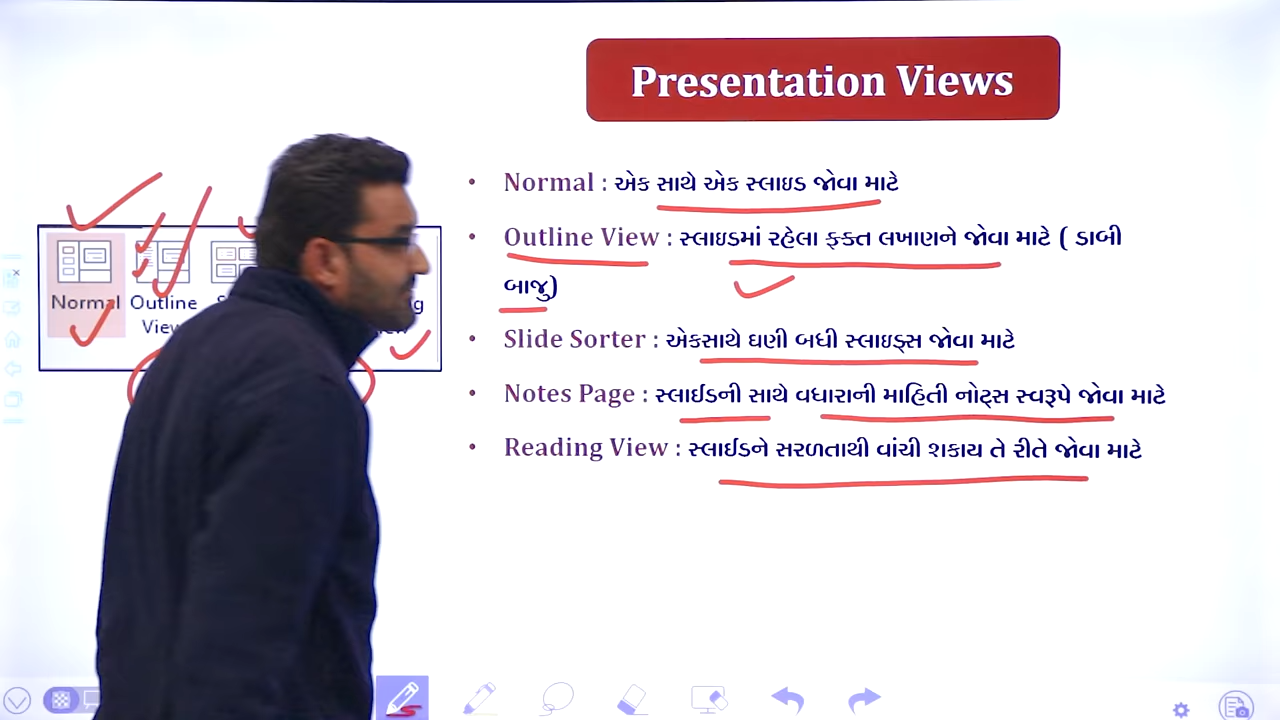 Presentation Views
• Normal : એક સાથે એક સ્લાઇડ જોવા માટે
• Outline View : સ્લાઇડમાં રહેલા ફક્ત લખાણને જોવા માટે ( ડાબી
બાજુ)
• Slide Sorter : એકસાથે ઘણી બધી સ્લાઇડ્સ જોવા માટે
• Notes Page : સ્લાઈડની સાથે વધારાની માહિતી નોટ્સ સ્વરૂપે જોવા માટે
• Reading View : સ્લાઈડને સરળતાથી વાંચી શકાય તે રીતે જોવા માટે
Normal
Outline
View